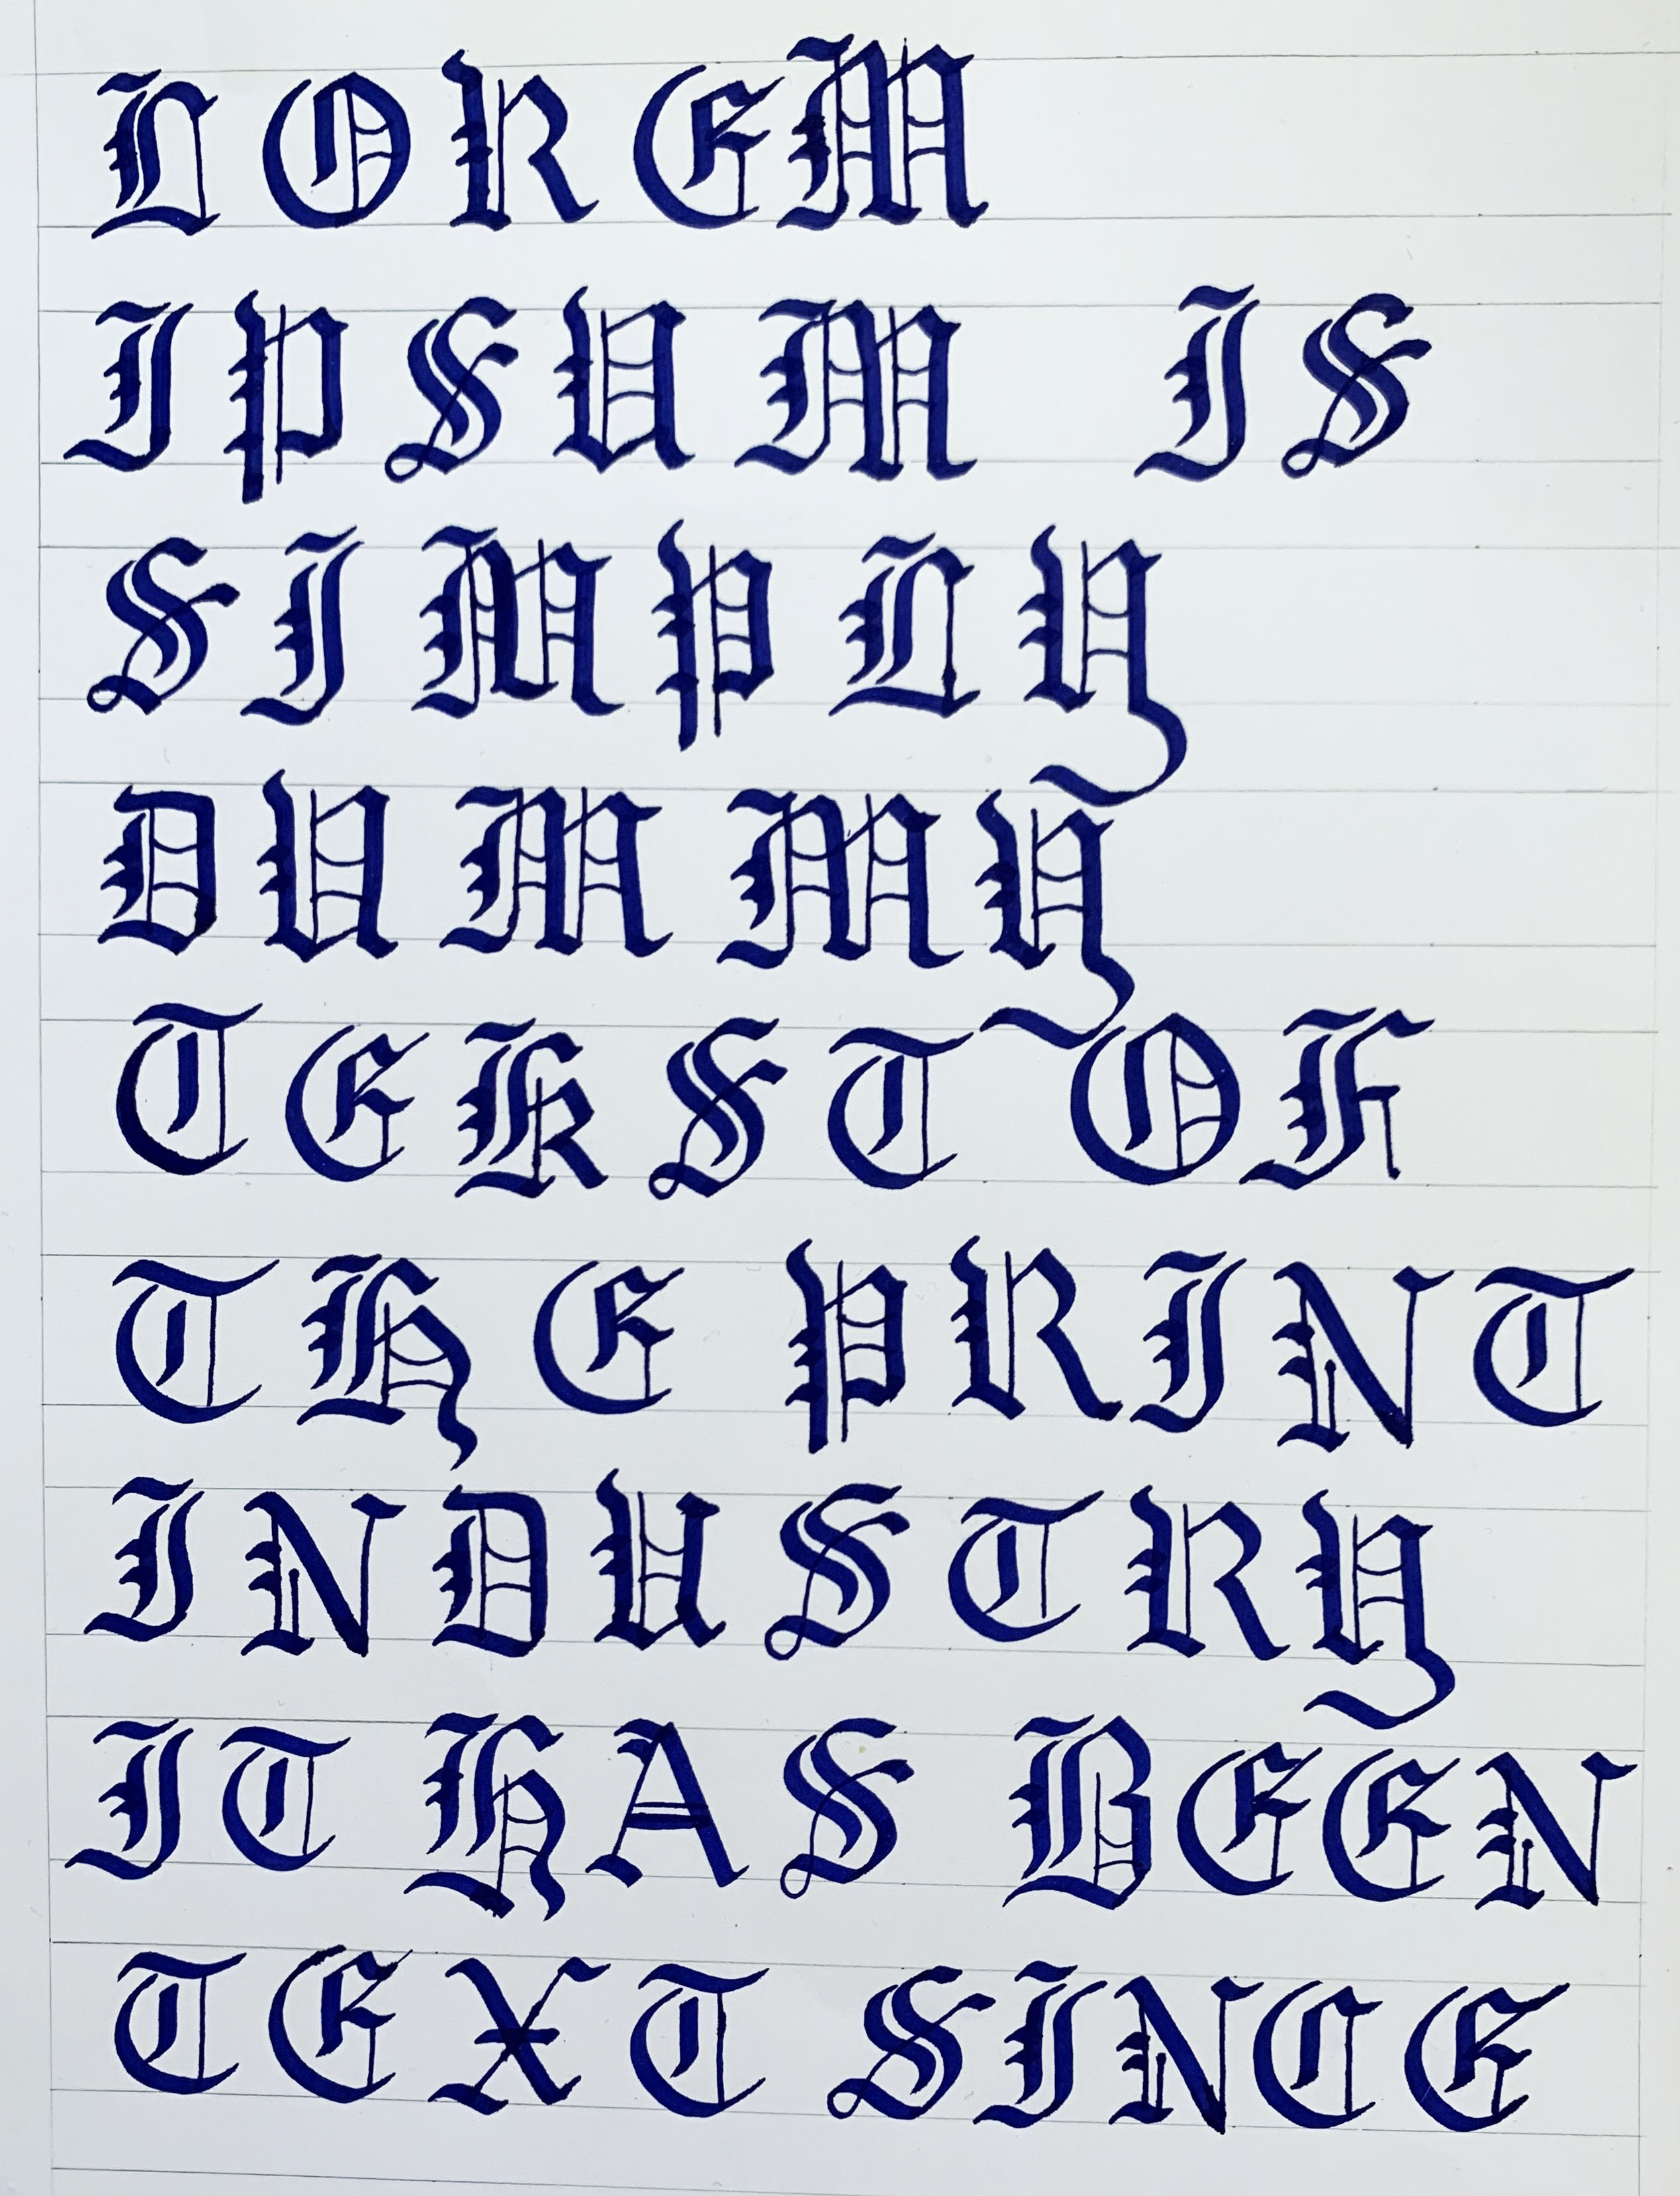 LOREM
IPSUM IS
SIMPLY
DUMMY
TEKST OF
THE PRINT
INDUSTRY
IT HAS BEEN
TEXT SINCE